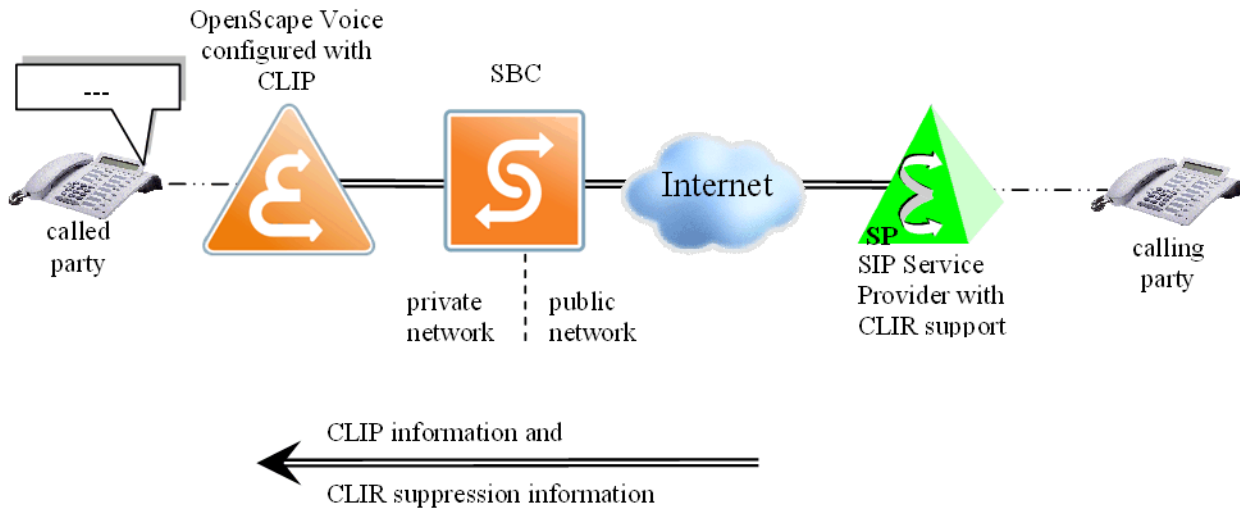 OpenScape Voice
configured with
CLIP
SBC
---
Internet
SP
called
party
private
network
public
network
SIP Service
Provider with
CLIR support
calling
party
CLIP information and
CLIR suppression information